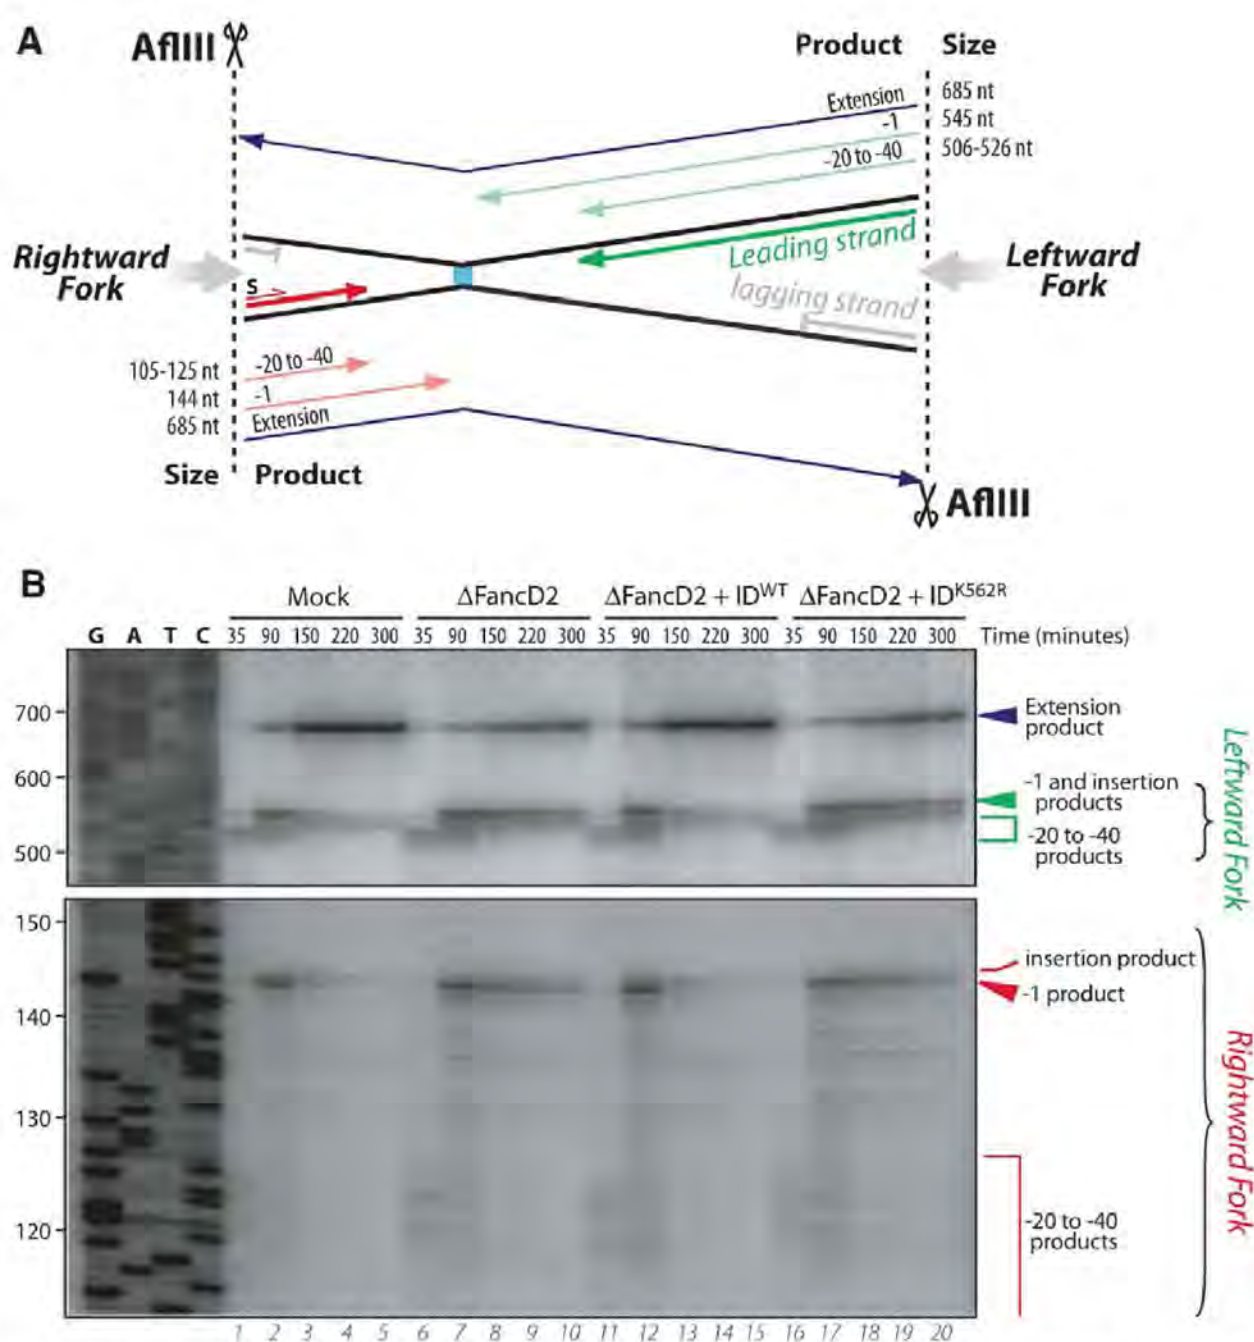 A
AflIII
Product Size
Extension 685 nt
-1 545 nt
-20 to -40 506-526 nt
Rightward
Fork
Leading strand
Leftward
Fork
s
lagging strand
105-125 nt -20 to -40
144 nt -1
685 nt Extension
Size Product
AflIII
B
Mock ΔFancD2 ΔFancD2 + ID^WT ΔFancD2 + ID^K562R
G A T C 35 90 150 220 300 35 90 150 220 300 35 90 150 220 300 35 90 150 220 300 Time (minutes)
700
Extension
product
600
-1 and insertion
products
500
-20 to -40
products
Leftward Fork
150
insertion product
-1 product
140
130
120
-20 to -40
products
Rightward Fork
1 2 3 4 5 6 7 8 9 10 11 12 13 14 15 16 17 18 19 20